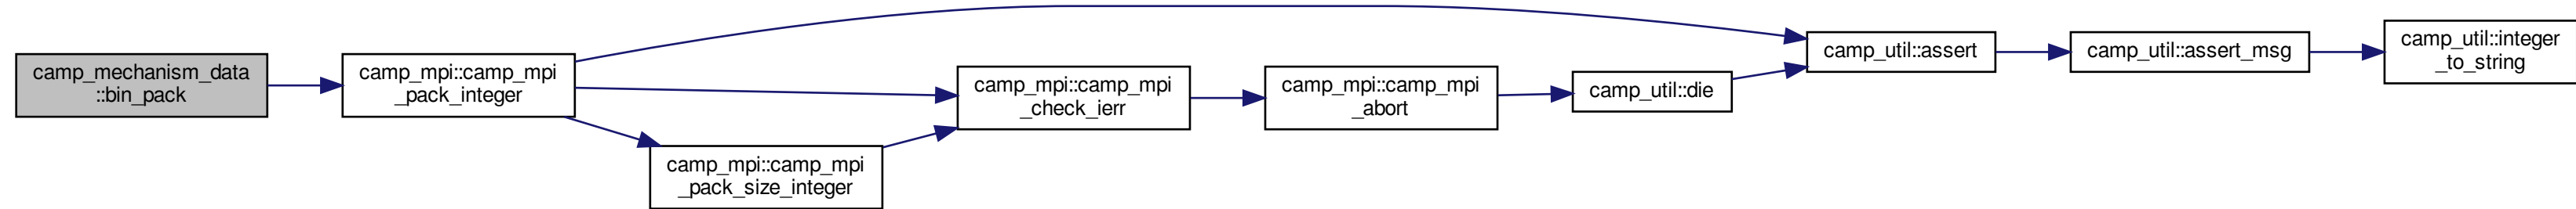 camp_mechanism_data
::bin_pack
camp_mpi::camp_mpi
_pack_integer
camp_mpi::camp_mpi
_pack_size_integer
camp_mpi::camp_mpi
_check_ierr
camp_mpi::camp_mpi
_abort
camp_util::die
camp_util::assert
camp_util::assert_msg
camp_util::integer
_to_string